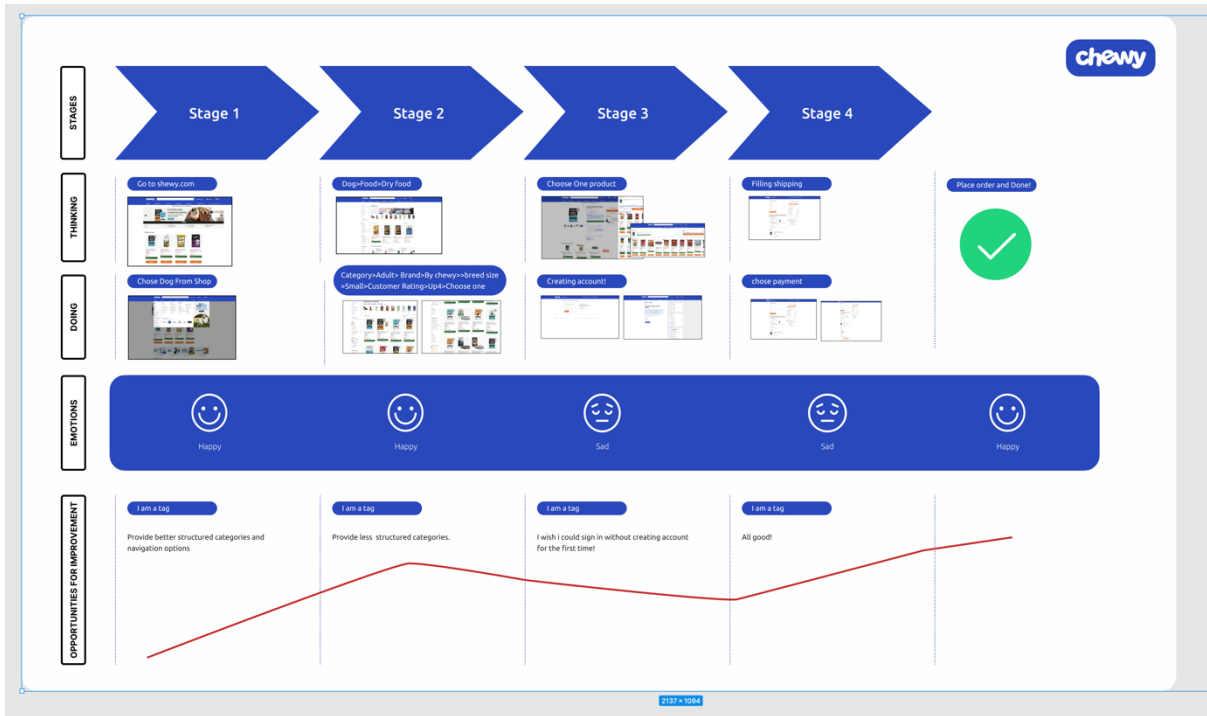 chewy
STAGES
Stage 1
Stage 2
Stage 3
Stage 4
THINKING
Go to shewy.com
Dog>Food>Dry food
Choose One product
Filling shipping
Place order and Done!
DOING
Chose Dog From Shop
Category>Adult> Brand>By chewy>>breed size
>Small>Customer Rating>Up4>Choose one
Creating account!
chose payment
EMOTIONS
Happy
Happy
Sad
Sad
Happy
OPPORTUNITIES FOR IMPROVEMENT
I am a tag
I am a tag
I am a tag
I am a tag
Provide better structured categories and
navigation options
Provide less structured categories.
I wish i could sign in without creating account
for the first time!
All good!
2137 × 1094